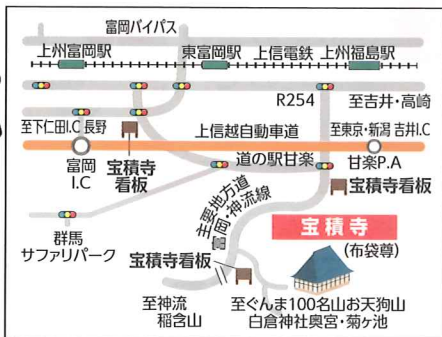 富岡バイパス
上州富岡駅
東富岡駅
上信電鉄
上州福島駅
R254
至吉井・高崎
至下仁田I.C 長野
上信越自動車道
至東京・新潟 吉井I.C
富岡
I.C
宝積寺
看板
道の駅甘楽
甘楽P.A
宝積寺看板
主要地方道
富岡・神流線
群馬
サファリパーク
宝積寺
(布袋尊)
宝積寺看板
至神流
稲含山
至ぐんま100名山お天狗山
白倉神社奥宮・菊ヶ池